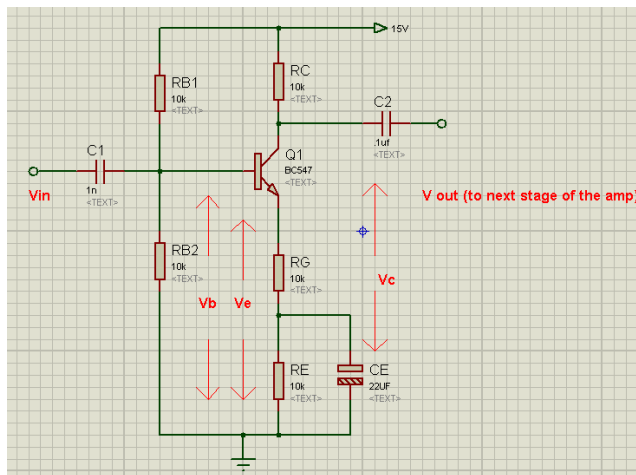 15V
RB1
10k
<TEXT>
RC
10k
<TEXT>
C2
.1uf
<TEXT>
C1
1n
<TEXT>
Q1
BC547
<TEXT>
Vin
V out (to next stage of the amp)
RB2
10k
<TEXT>
RG
10k
<TEXT>
Vb
Ve
Vc
RE
10k
<TEXT>
CE
22UF
<TEXT>